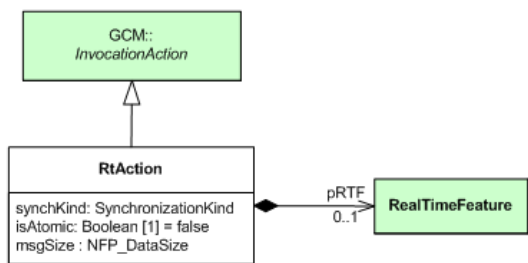 GCM::
InvocationAction
RtAction
synchKind: SynchronizationKind
isAtomic: Boolean [1] = false
msgSize : NFP_DataSize
pRTF
0..1
RealTimeFeature